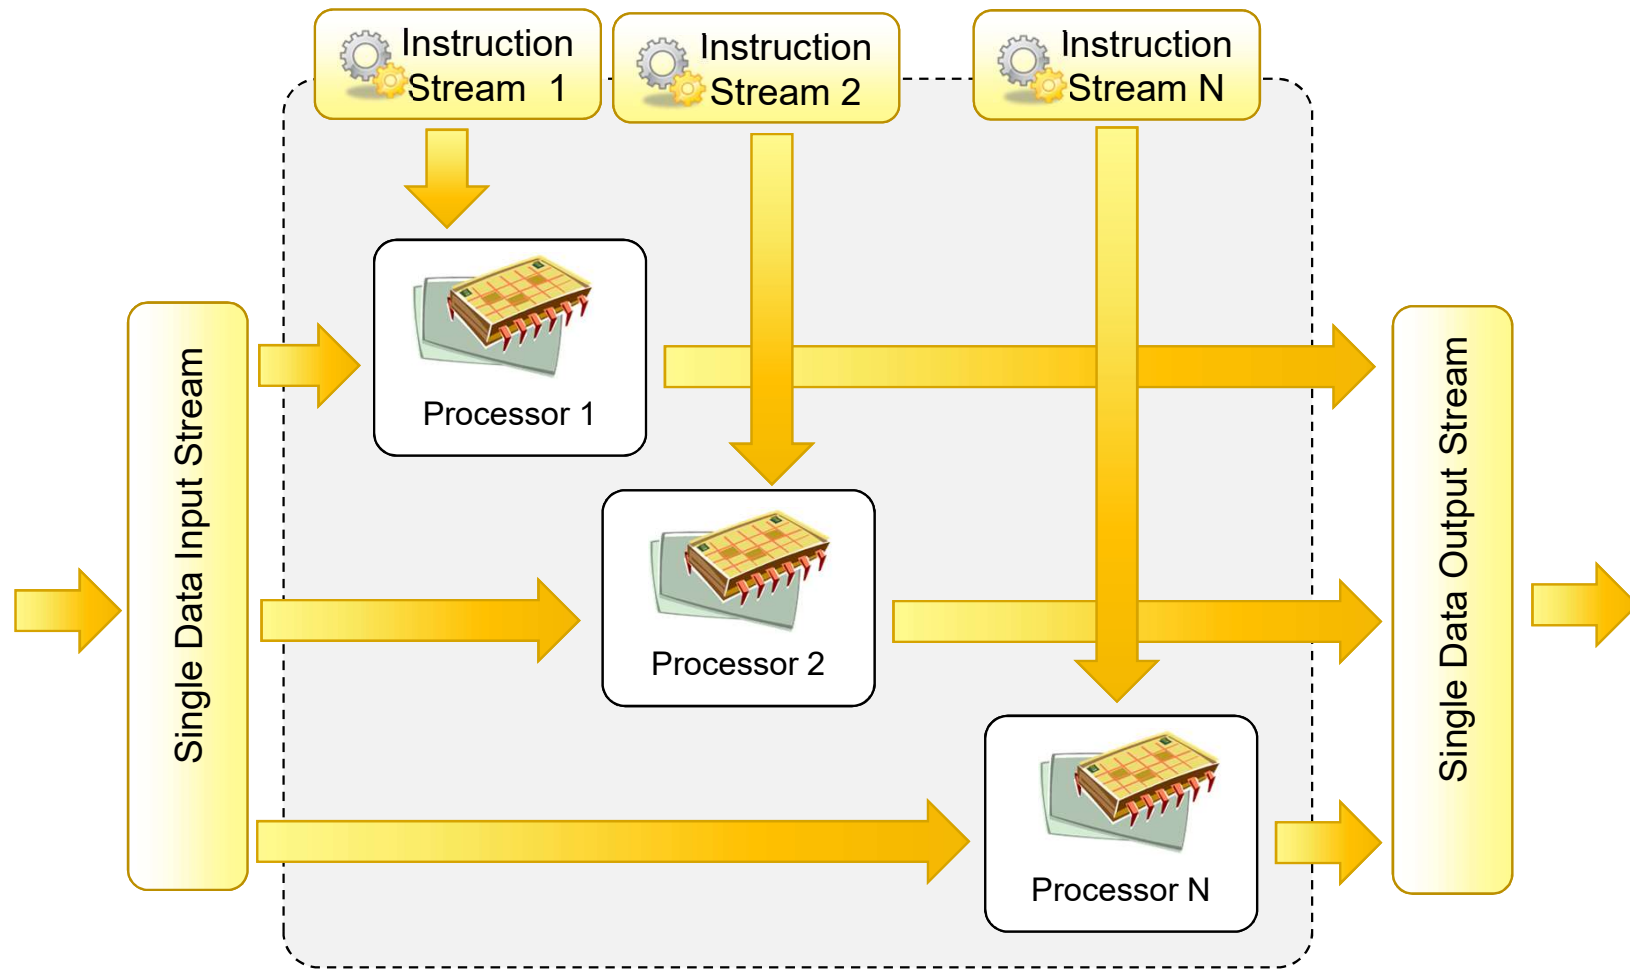 Instruction
Stream 1
Instruction
Stream 2
Instruction
Stream N
Single Data Input Stream
Processor 1
Processor 2
Processor N
Single Data Output Stream